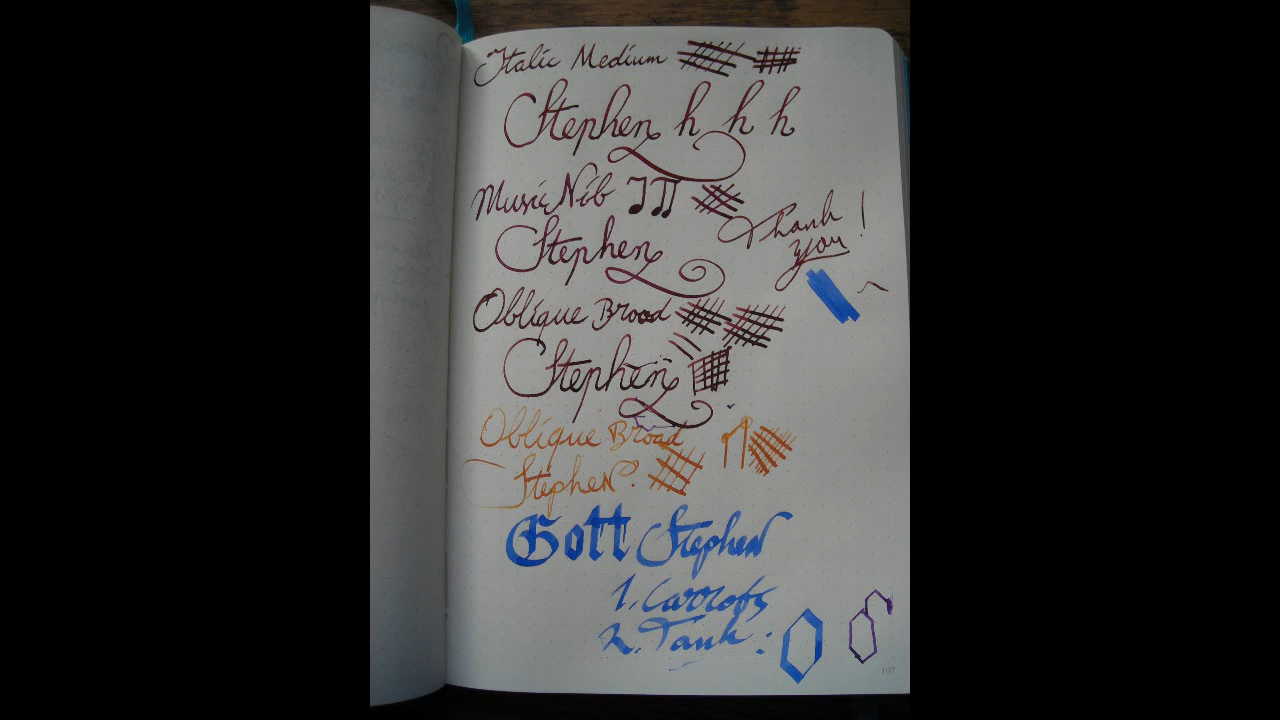 Italic Medium
Stephen h h h
Music Nib
Thank
you!
Stephen
Oblique Broad
Stephen
Oblique Broad
Stephen
Gott Stephen
1. Carrots
2. Tank :
107